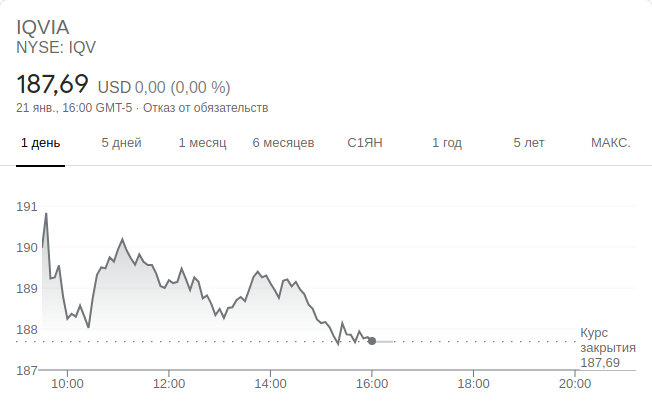 IQVIA
NYSE: IQV
187,69 USD 0,00 (0,00 %)
21 янв., 16:00 GMT-5 · Отказ от обязательств
1 день 5 дней 1 месяц 6 месяцев С1ЯН 1 год 5 лет МАКС.
191
190
189
188
Курс
закрытия
187,69
187
10:00 12:00 14:00 16:00 18:00 20:00